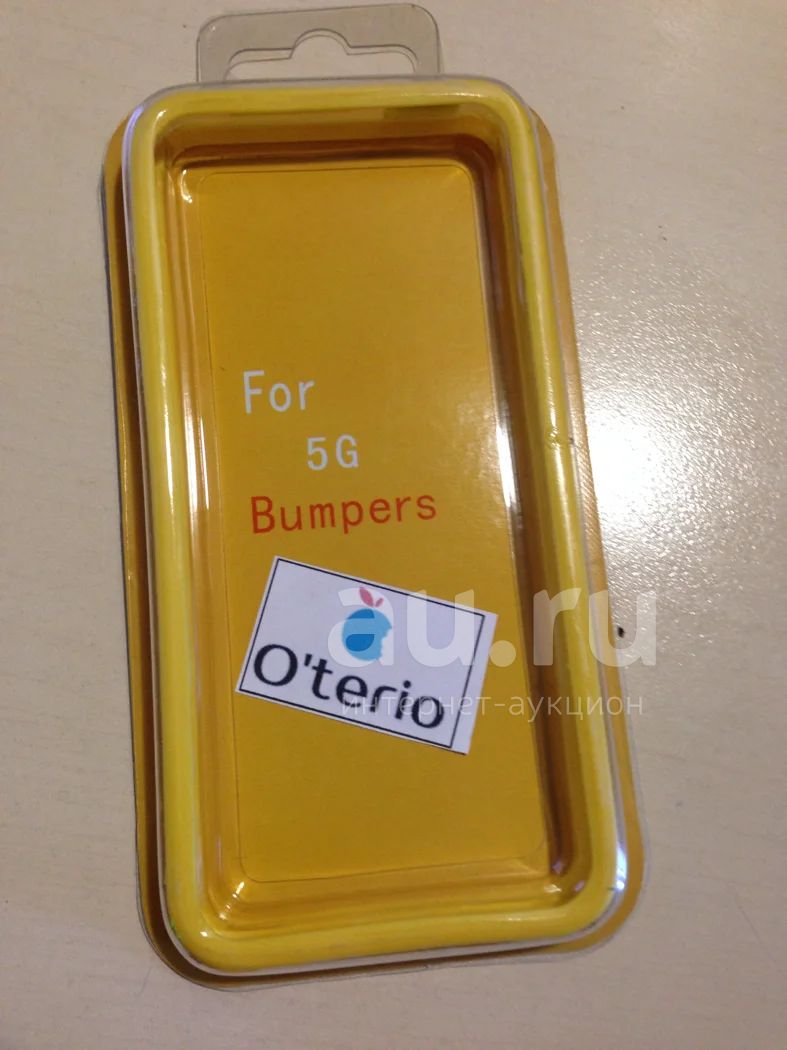 For
5G
Bumpers
O'terio
au.ru
интернет-аукцион